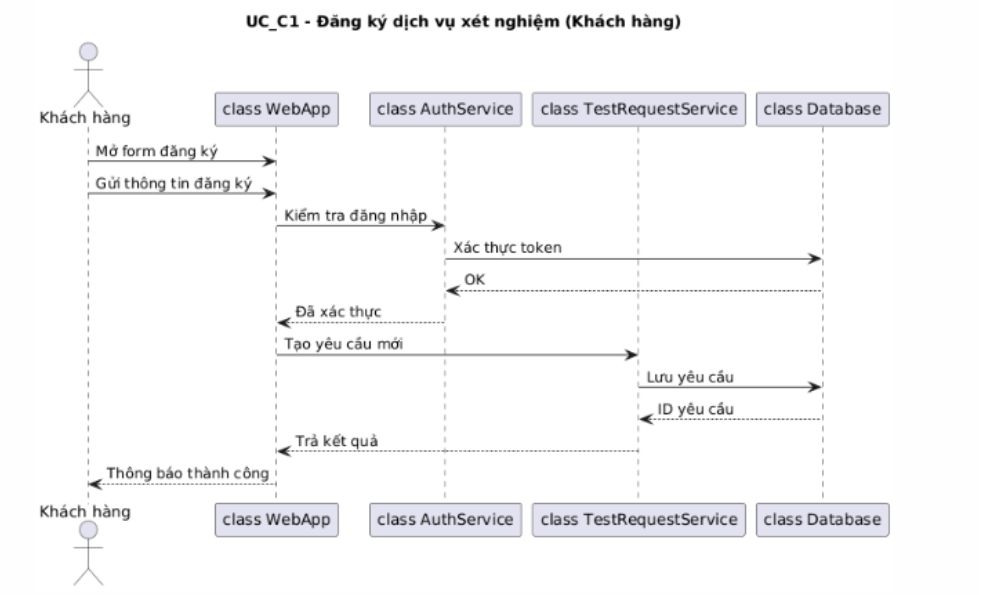 UC_C1 - Đăng ký dịch vụ xét nghiệm (Khách hàng)
Khách hàng
class WebApp
class AuthService
class TestRequestService
class Database
Mở form đăng ký
Gửi thông tin đăng ký
Kiểm tra đăng nhập
Xác thực token
OK
Đã xác thực
Tạo yêu cầu mới
Lưu yêu cầu
ID yêu cầu
Trả kết quả
Thông báo thành công
Khách hàng
class WebApp
class AuthService
class TestRequestService
class Database